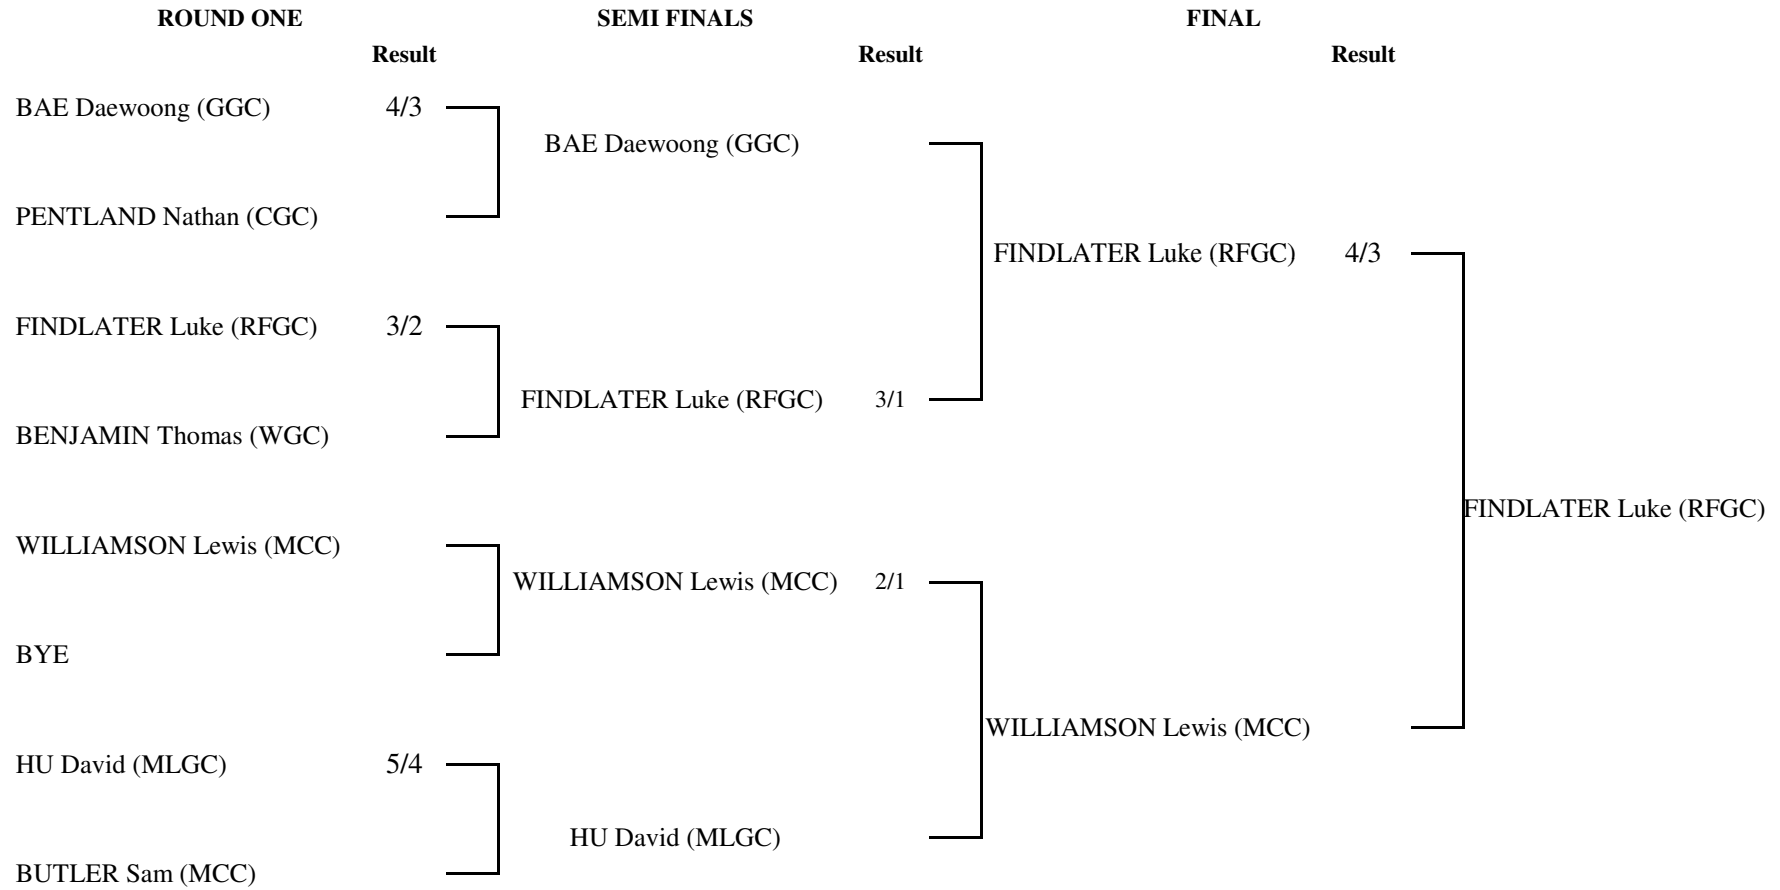 ROUND ONE SEMI FINALS FINAL
Result Result Result
BAE Daewoong (GGC) 4/3
BAE Daewoong (GGC)
PENTLAND Nathan (CGC)
FINDLATER Luke (RFGC) 4/3
FINDLATER Luke (RFGC) 3/2
FINDLATER Luke (RFGC) 3/1
BENJAMIN Thomas (WGC)
FINDLATER Luke (RFGC)
WILLIAMSON Lewis (MCC)
WILLIAMSON Lewis (MCC) 2/1
BYE
WILLIAMSON Lewis (MCC)
HU David (MLGC) 5/4
HU David (MLGC)
BUTLER Sam (MCC)